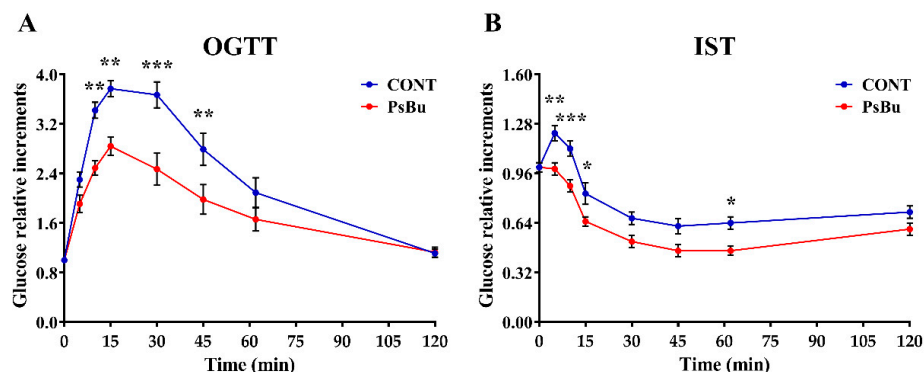 A
OGTT
** ** *** **
CONT
PsBu
Glucose relative increments
4.0
3.2
2.4
1.6
0.8
0.0
0 15 30 45 60 75 90 105 120
Time (min)
B
IST
** *** * *
CONT
PsBu
Glucose relative increments
1.60
1.28
0.96
0.64
0.32
0.00
0 15 30 45 60 75 90 105 120
Time (min)